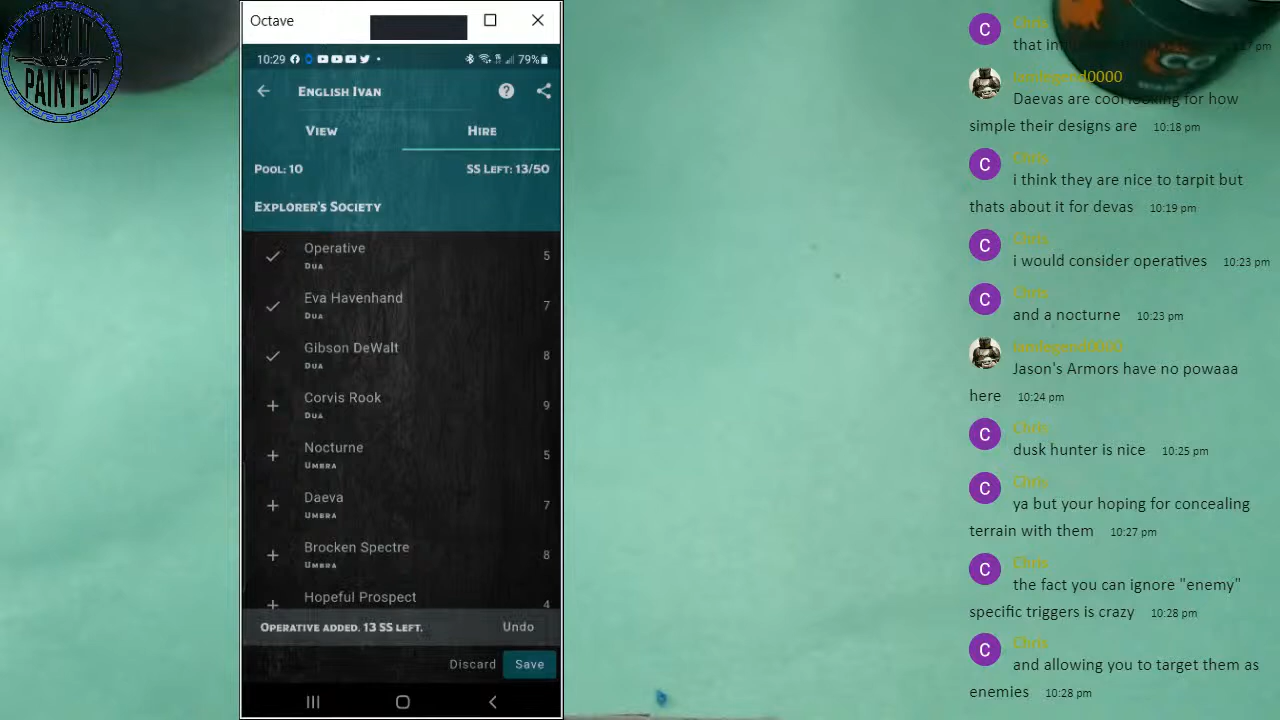 PLAY IT
PAINTED
Octave
10:29
79%
English Ivan
View
Hire
Pool: 10
SS Left: 13/50
Explorer's Society
Operative
Dua
5
Eva Havenhand
Dua
7
Gibson DeWalt
Dua
8
Corvis Rook
Dua
9
Nocturne
Umbra
5
Daeva
Umbra
7
Brocken Spectre
Umbra
8
Hopeful Prospect
4
Operative added. 13 SS left.
Undo
Discard
Save
Chris
Iamlegend0000
Daevas are cool looking for how
simple their designs are 10:18 pm
Chris
i think they are nice to tarpit but
thats about it for devas 10:19 pm
Chris
i would consider operatives 10:23 pm
Chris
and a nocturne 10:23 pm
Iamlegend0000
Jason's Armors have no powaaa
here 10:24 pm
Chris
dusk hunter is nice 10:25 pm
Chris
ya but your hoping for concealing
terrain with them 10:27 pm
Chris
the fact you can ignore "enemy"
specific triggers is crazy 10:28 pm
Chris
and allowing you to target them as
enemies 10:28 pm